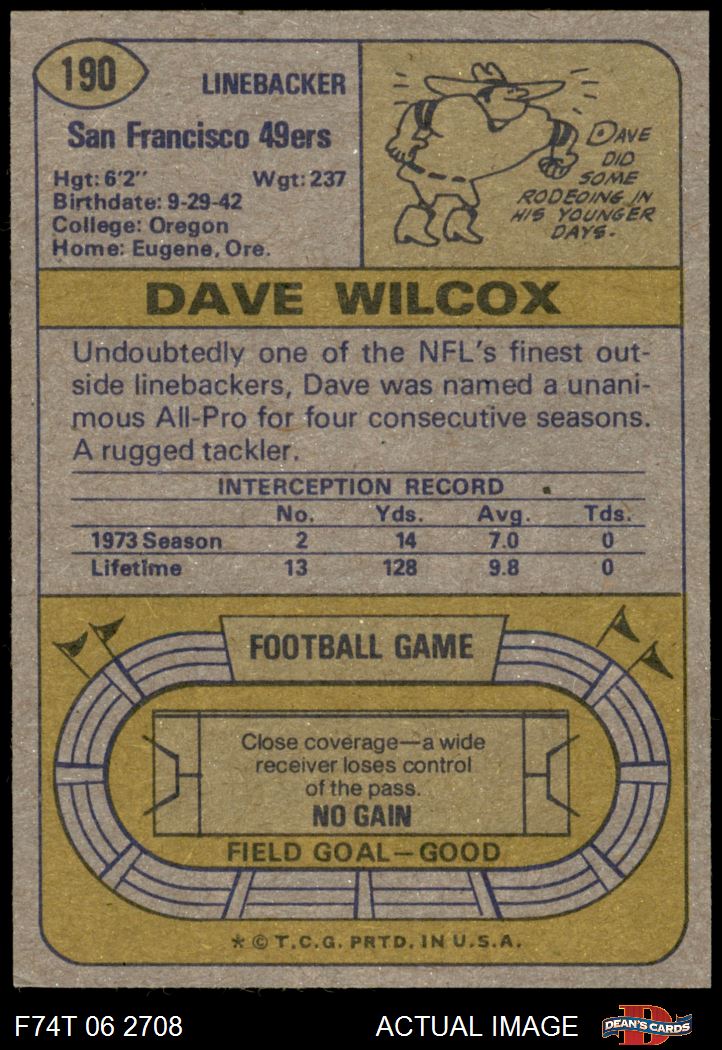 190
LINEBACKER
San Francisco 49ers
Hgt: 6'2" Wgt: 237
Birthdate: 9-29-42
College: Oregon
Home: Eugene, Ore.
DAVE
DID
SOME
RODEOING IN
HIS YOUNGER
DAYS.
DAVE WILCOX
Undoubtedly one of the NFL's finest out-
side linebackers, Dave was named a unani-
mous All-Pro for four consecutive seasons.
A rugged tackler.
INTERCEPTION RECORD
No. Yds. Avg. Tds.
1973 Season 2 14 7.0 0
Lifetime 13 128 9.8 0
FOOTBALL GAME
Close coverage—a wide
receiver loses control
of the pass.
NO GAIN
FIELD GOAL—GOOD
* © T.C.G. PRTD. IN U.S.A.
F74T 06 2708 ACTUAL IMAGE
DEAN'S CARDS